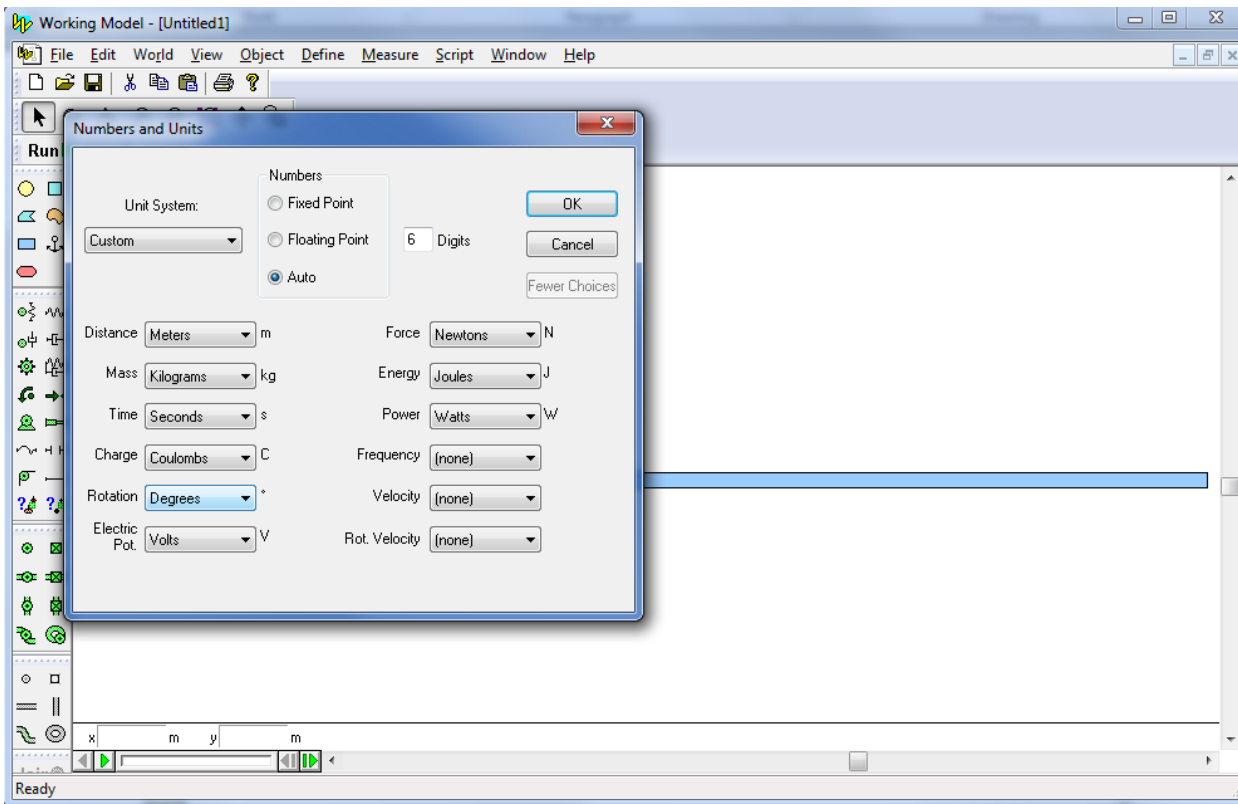 Working Model - [Untitled1]
File Edit World View Object Define Measure Script Window Help
Numbers and Units
Run
Numbers
Unit System:
Fixed Point
OK
Custom
Floating Point
6 Digits
Cancel
Auto
Fewer Choices
Distance Meters m
Force Newtons N
Mass Kilograms kg
Energy Joules J
Time Seconds s
Power Watts W
Charge Coulombs C
Frequency (none)
Rotation Degrees °
Velocity (none)
Electric Pot. Volts V
Rot. Velocity (none)
x m y m
Ready